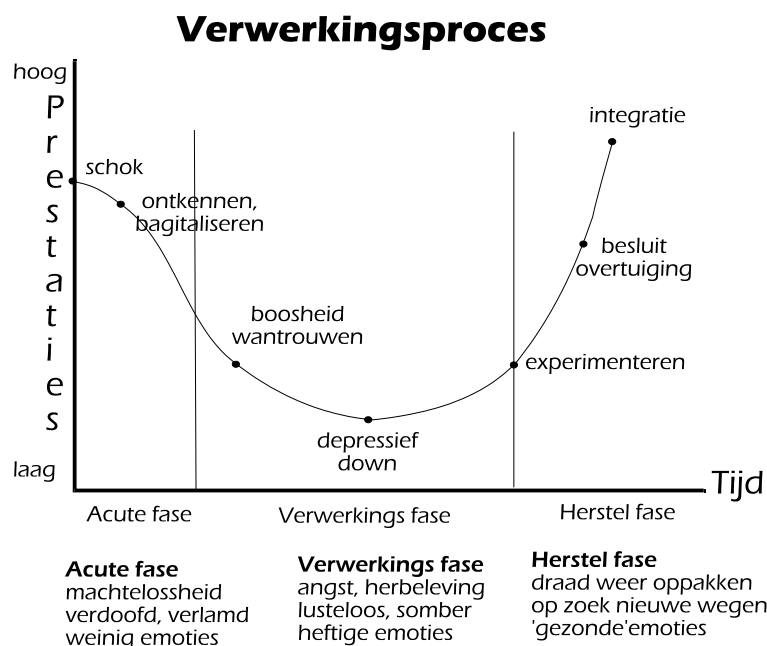 Verwerkingsproces
hoog
Prestaties
laag
schok
ontkennen,
bagitaliseren
boosheid
wantrouwen
depressief
down
experimenteren
besluit
overtuiging
integratie
Tijd
Acute fase
Verwerkings fase
Herstel fase
Acute fase
machtelossheid
verdoofd, verlamd
weinig emoties
Verwerkings fase
angst, herbeleving
lusteloos, somber
heftige emoties
Herstel fase
draad weer oppakken
op zoek nieuwe wegen
'gezonde'emoties